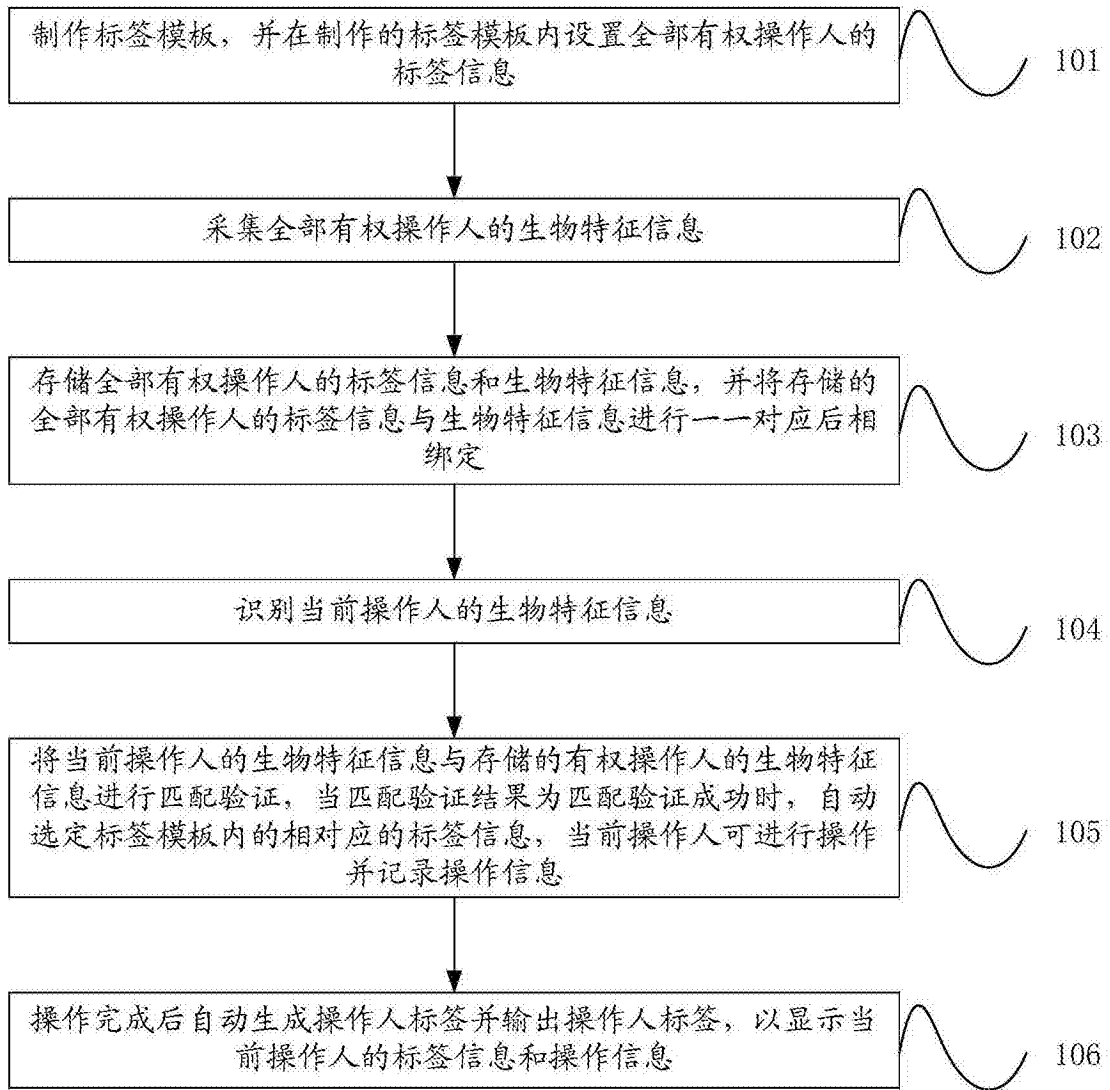 制作标签模板，并在制作的标签模板内设置全部有权操作人的
标签信息
101
采集全部有权操作人的生物特征信息
102
存储全部有权操作人的标签信息和生物特征信息，并将存储的
全部有权操作人的标签信息与生物特征信息进行一一对应后相
绑定
103
识别当前操作人的生物特征信息
104
将当前操作人的生物特征信息与存储的有权操作人的生物特征
信息进行匹配验证，当匹配验证结果为匹配验证成功时，自动
选定标签模板内的相对应的标签信息，当前操作人可进行操作
并记录操作信息
105
操作完成后自动生成操作人标签并输出操作人标签，以显示当
前操作人的标签信息和操作信息
106